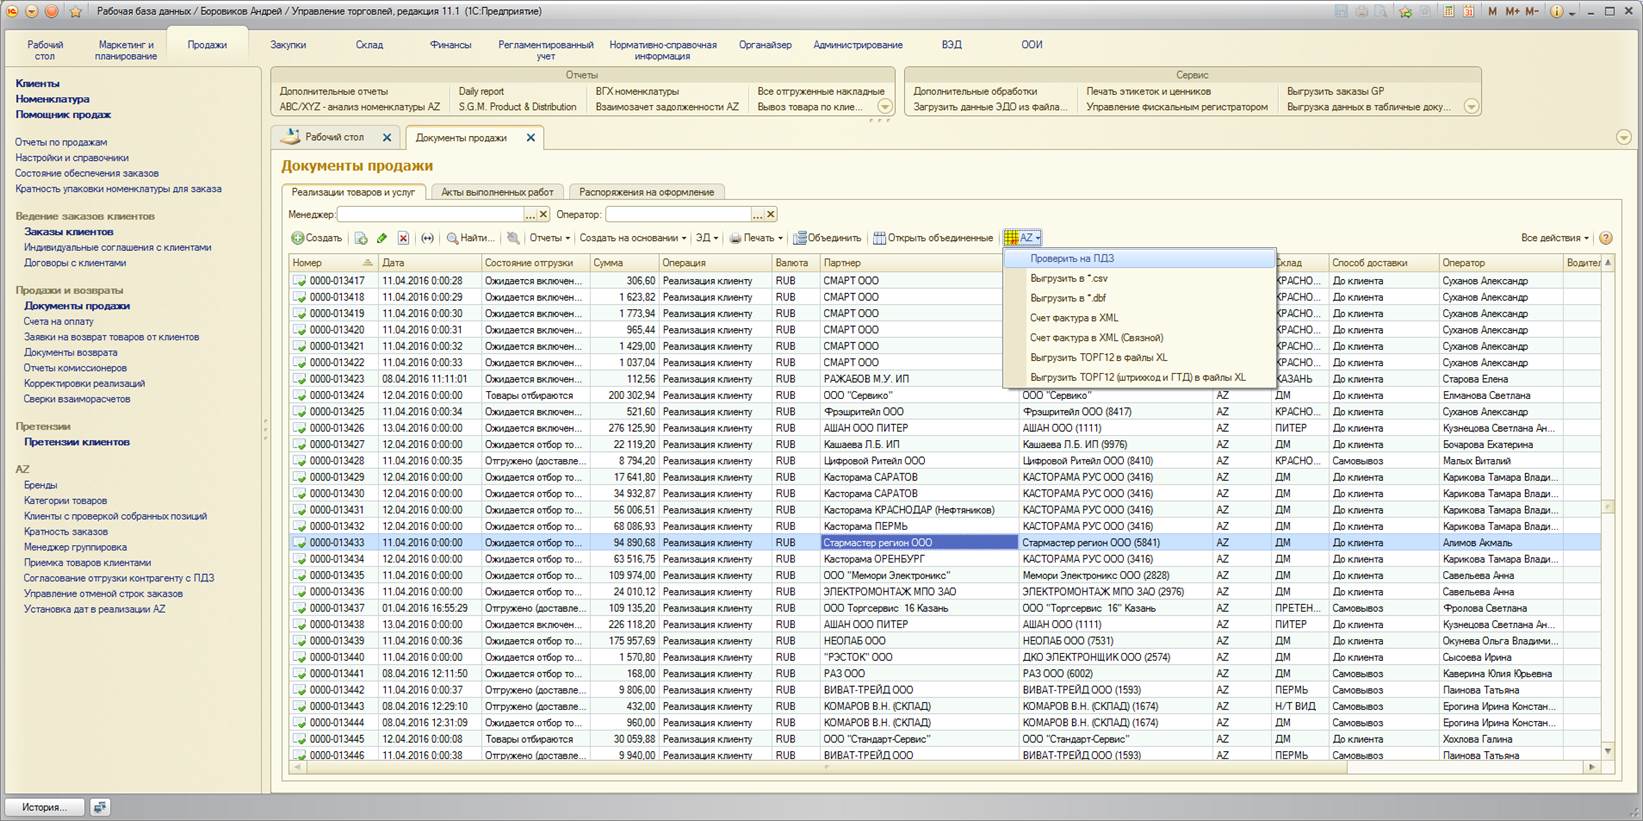 Рабочая база данных / Боровиков Андрей / Управление торговлей, редакция 11.1 (1С:Предприятие)
M M+ M-
Рабочий стол
Маркетинг и планирование
Продажи
Закупки
Склад
Финансы
Регламентированный учет
Нормативно-справочная информация
Органайзер
Администрирование
ВЭД
ООИ
Клиенты
Номенклатура
Помощник продаж
Отчеты по продажам
Настройки и справочники
Состояние обеспечения заказов
Кратность упаковки номенклатуры для заказа
Ведение заказов клиентов
Заказы клиентов
Индивидуальные соглашения с клиентами
Договоры с клиентами
Продажи и возвраты
Документы продажи
Счета на оплату
Заявки на возврат товаров от клиентов
Документы возврата
Отчеты комиссионеров
Корректировки реализаций
Сверки взаиморасчетов
Претензии
Претензии клиентов
AZ
Бренды
Категории товаров
Клиенты с проверкой собранных позиций
Кратность заказов
Менеджер группировка
Приемка товаров клиентами
Согласование отгрузки контрагенту с ПДЗ
Управление отменой строк заказов
Установка дат в реализации AZ
Отчеты
Дополнительные отчеты Daily report ВГХ номенклатуры Все отгруженные накладные
ABC/XYZ - анализ номенклатуры AZ S.G.M. Product & Distribution Взаимозачет задолженности AZ Вывоз товара по клие...
Сервис
Дополнительные обработки Печать этикеток и ценников Выгрузить заказы GP
Загрузить данные ЭДО из файла... Управление фискальным регистратором Выгрузка данных в табличные доку...
Рабочий стол Документы продажи
Документы продажи
Реализации товаров и услуг Акты выполненных работ Распоряжения на оформление
Менеджер: ... Оператор: ...
Создать Найти... Отчеты Создать на основании ЭД Печать Объединить Открыть объединенные AZ Все действия
Проверить на ПДЗ
Выгрузить в *.csv
Выгрузить в *.dbf
Счет фактура в XML
Счет фактура в XML (Связной)
Выгрузить ТОРГ12 в файлы XL
Выгрузить ТОРГ12 (штрихкод и ГТД) в файлы XL
Номер Дата Состояние отгрузки Сумма Операция Валюта Партнер Склад Способ доставки Оператор Водител
0000-013417 11.04.2016 0:00:28 Ожидается включен... 306,60 Реализация клиенту RUB СМАРТ ООО КРАСНО... До клиента Суханов Александр
0000-013418 11.04.2016 0:00:29 Ожидается включен... 1 623,82 Реализация клиенту RUB СМАРТ ООО КРАСНО... До клиента Суханов Александр
0000-013419 11.04.2016 0:00:30 Ожидается включен... 1 773,94 Реализация клиенту RUB СМАРТ ООО КРАСНО... До клиента Суханов Александр
0000-013420 11.04.2016 0:00:31 Ожидается включен... 965,44 Реализация клиенту RUB СМАРТ ООО КРАСНО... До клиента Суханов Александр
0000-013421 11.04.2016 0:00:32 Ожидается включен... 1 429,00 Реализация клиенту RUB СМАРТ ООО КРАСНО... До клиента Суханов Александр
0000-013422 11.04.2016 0:00:33 Ожидается включен... 1 037,04 Реализация клиенту RUB СМАРТ ООО КРАСНО... До клиента Суханов Александр
0000-013423 08.04.2016 11:11:01 Ожидается включен... 112,56 Реализация клиенту RUB РАЖАБОВ М.У. ИП КАЗАНЬ До клиента Старова Елена
0000-013424 12.04.2016 0:00:00 Товары отбираются 200 302,94 Реализация клиенту RUB ООО "Сервико" ООО "Сервико" AZ ДМ До клиента Елманова Светлана
0000-013425 11.04.2016 0:00:34 Ожидается включен... 521,60 Реализация клиенту RUB Фрэшритейл ООО Фрэшритейл ООО (8417) AZ КРАСНО... До клиента Суханов Александр
0000-013426 13.04.2016 0:00:00 Ожидается включен... 276 125,90 Реализация клиенту RUB АШАН ООО ПИТЕР АШАН ООО (1111) AZ ПИТЕР До клиента Кузнецова Светлана Ан...
0000-013427 12.04.2016 0:00:00 Ожидается отбор то... 22 119,20 Реализация клиенту RUB Кашаева Л.Б. ИП Кашаева Л.Б. ИП (9976) AZ ДМ До клиента Бочарова Екатерина
0000-013428 11.04.2016 0:00:35 Отгружено (доставле... 8 794,20 Реализация клиенту RUB Цифровой Ритейл ООО Цифровой Ритейл ООО (8410) AZ КРАСНО... Самовывоз Малых Виталий
0000-013429 12.04.2016 0:00:00 Ожидается отбор то... 17 641,80 Реализация клиенту RUB Касторама САРАТОВ КАСТОРАМА РУС ООО (3416) AZ ДМ До клиента Карикова Тамара Влади...
0000-013430 12.04.2016 0:00:00 Ожидается отбор то... 34 932,87 Реализация клиенту RUB Касторама САРАТОВ КАСТОРАМА РУС ООО (3416) AZ ДМ До клиента Карикова Тамара Влади...
0000-013431 12.04.2016 0:00:00 Ожидается отбор то... 56 006,51 Реализация клиенту RUB Касторама КРАСНОДАР (Нефтяников) КАСТОРАМА РУС ООО (3416) AZ ДМ До клиента Карикова Тамара Влади...
0000-013432 12.04.2016 0:00:00 Ожидается отбор то... 68 086,93 Реализация клиенту RUB Касторама ПЕРМЬ КАСТОРАМА РУС ООО (3416) AZ ДМ До клиента Карикова Тамара Влади...
0000-013433 11.04.2016 0:00:00 Ожидается отбор то... 94 890,68 Реализация клиенту RUB Стармастер регион ООО Стармастер регион ООО (5841) AZ ДМ До клиента Алимов Акмаль
0000-013434 12.04.2016 0:00:00 Ожидается отбор то... 63 516,75 Реализация клиенту RUB Касторама ОРЕНБУРГ КАСТОРАМА РУС ООО (3416) AZ ДМ До клиента Карикова Тамара Влади...
0000-013435 11.04.2016 0:00:00 Ожидается отбор то... 109 974,00 Реализация клиенту RUB ООО "Мемори Электроникс" Мемори Электроникс ООО (2828) AZ ДМ До клиента Савельева Анна
0000-013436 11.04.2016 0:00:00 Ожидается отбор то... 24 010,12 Реализация клиенту RUB ЭЛЕКТРОМОНТАЖ МПО ЗАО ЭЛЕКТРОМОНТАЖ МПО ЗАО (2976) AZ ДМ До клиента Савельева Анна
0000-013437 01.04.2016 16:55:29 Отгружено (доставле... 109 135,20 Реализация клиенту RUB ООО Торгсервис 16 Казань ООО "Торгсервис 16" Казань AZ ПРЕТЕН... Самовывоз Фролова Светлана
0000-013438 13.04.2016 0:00:00 Ожидается включен... 226 118,20 Реализация клиенту RUB АШАН ООО ПИТЕР АШАН ООО (1111) AZ ПИТЕР До клиента Кузнецова Светлана Ан...
0000-013439 11.04.2016 0:00:36 Ожидается отбор то... 175 957,69 Реализация клиенту RUB НЕОЛАБ ООО НЕОЛАБ ООО (7531) AZ ДМ До клиента Окунева Ольга Владими...
0000-013440 11.04.2016 0:00:00 Ожидается отбор то... 1 570,80 Реализация клиенту RUB "РЭСТОК" ООО ДКО ЭЛЕКТРОНЩИК ООО (2574) AZ ДМ До клиента Сысоева Ирина
0000-013441 08.04.2016 12:11:50 Ожидается отбор то... 168,00 Реализация клиенту RUB РАЗ ООО РАЗ ООО (6002) AZ ДМ До клиента Каверина Юлия Юрьевна
0000-013442 11.04.2016 0:00:37 Отгружено (доставле... 9 806,00 Реализация клиенту RUB ВИВАТ-ТРЕЙД ООО ВИВАТ-ТРЕЙД ООО (1593) AZ ПЕРМЬ Самовывоз Паинова Татьяна
0000-013443 08.04.2016 12:29:10 Отгружено (доставле... 432,00 Реализация клиенту RUB КОМАРОВ В.Н. (СКЛАД) КОМАРОВ В.Н. (СКЛАД) (1674) AZ Н/Т ВИД Самовывоз Ерогина Ирина Констан...
0000-013444 08.04.2016 12:31:09 Ожидается отбор то... 960,00 Реализация клиенту RUB КОМАРОВ В.Н. (СКЛАД) КОМАРОВ В.Н. (СКЛАД) (1674) AZ ДМ Самовывоз Ерогина Ирина Констан...
0000-013445 12.04.2016 0:00:08 Товары отбираются 30 059,88 Реализация клиенту RUB ООО "Стандарт-Сервис" ООО "Стандарт-Сервис" AZ ДМ До клиента Хохлова Галина
0000-013446 11.04.2016 0:00:38 Отгружено (доставле... 9 940,00 Реализация клиенту RUB ВИВАТ-ТРЕЙД ООО ВИВАТ-ТРЕЙД ООО (1593) AZ ПЕРМЬ Самовывоз Паинова Татьяна
История...